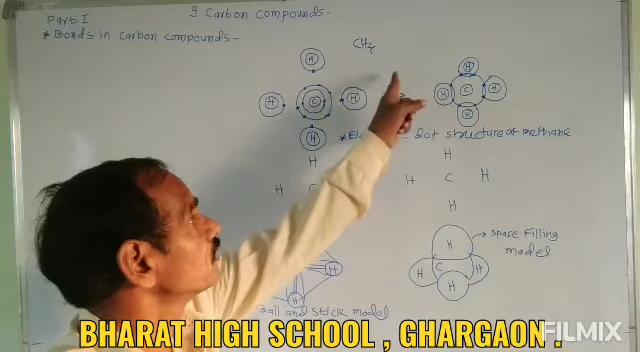 Part I
9 Carbon compounds-
* Bonds in carbon compounds-
CH4
H
H
C
H
H
H
H
C
H
H
* Ele dot structure of methane
H
H
H
C
H
H
C
H
→ space filling
model
H
H
C
H
H
H
H
ball and stick model
BHARAT HIGH SCHOOL , GHARGAON .
FILMIX